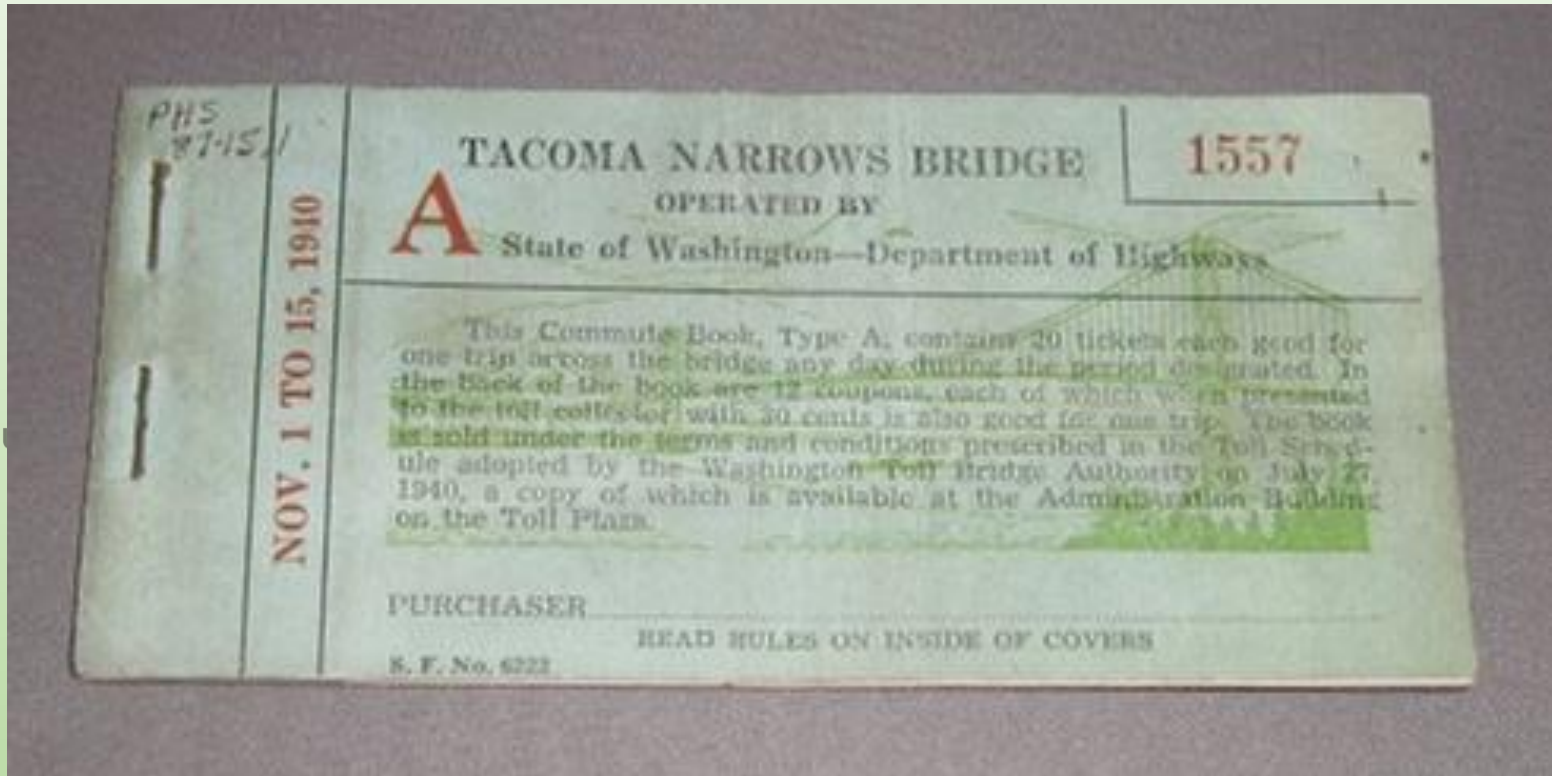 PHS
87-15.1
NOV. 1 TO 15, 1940
TACOMA NARROWS BRIDGE
1557
A
OPERATED BY
State of Washington—Department of Highways
This Commute Book, Type A, contains 20 tickets each good for
one trip across the bridge any day during the period designated. In
the back of the book are 12 coupons, each of which when presented
to the toll collector with 30 cents is also good for one trip. The book
is sold under the terms and conditions prescribed in the Toll Sched-
ule adopted by the Washington Toll Bridge Authority on July 27
1940, a copy of which is available at the Administration Building
on the Toll Plaza.
PURCHASER
READ RULES ON INSIDE OF COVERS
S. F. No. 6222